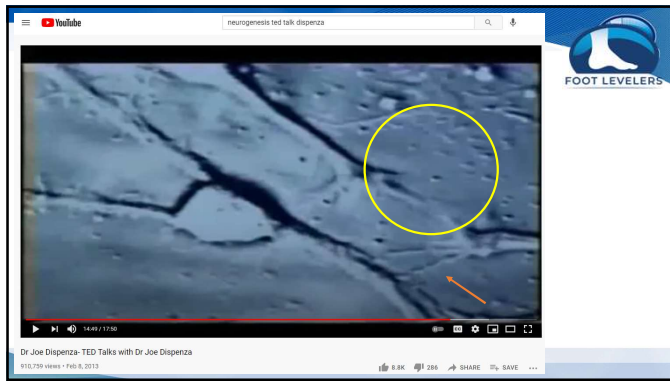 YouTube
neurogenesis ted talk dispenza
FOOT LEVELERS
14:49 / 17:50
CC
Dr Joe Dispenza- TED Talks with Dr Joe Dispenza
910,759 views • Feb 8, 2013
8.8K 286 SHARE SAVE ...